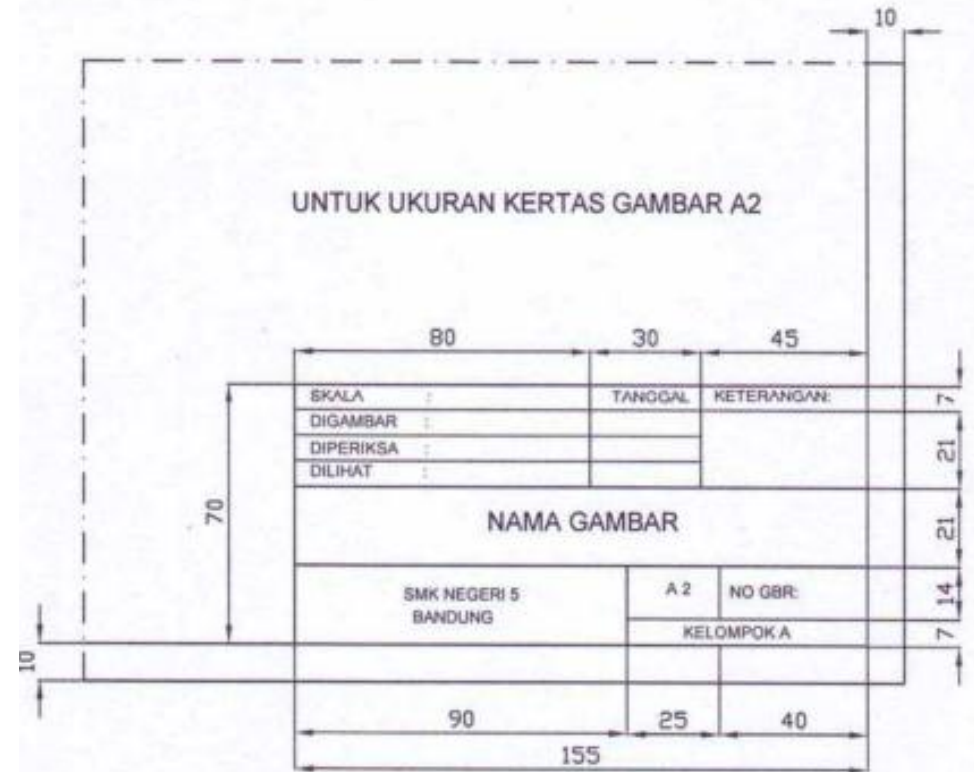 10
UNTUK UKURAN KERTAS GAMBAR A2
80 30 45
SKALA : TANGGAL KETERANGAN: 7
DIGAMBAR :
DIPERIKSA : 21
DILIHAT :
70 NAMA GAMBAR 21
SMK NEGERI 5 A 2 NO GBR: 14
BANDUNG
KELOMPOK A 7
10
90 25 40
155